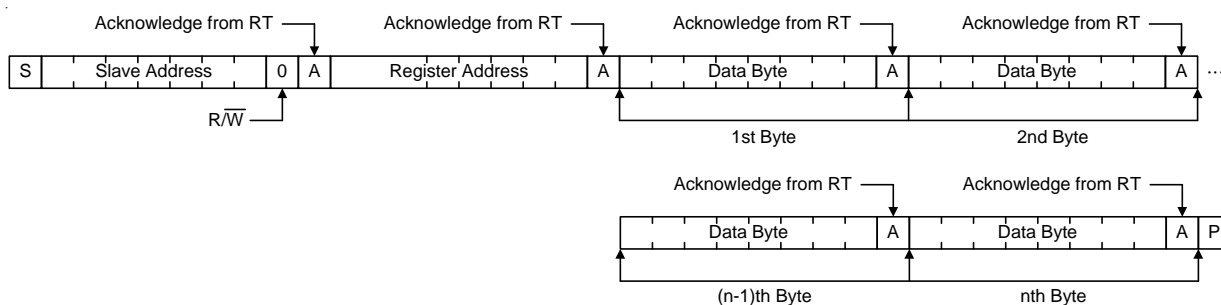 Acknowledge from RT Acknowledge from RT Acknowledge from RT Acknowledge from RT
S Slave Address 0 A Register Address A Data Byte A Data Byte A ...
R/W̅
1st Byte 2nd Byte
Acknowledge from RT Acknowledge from RT
Data Byte A Data Byte A P
(n-1)th Byte nth Byte